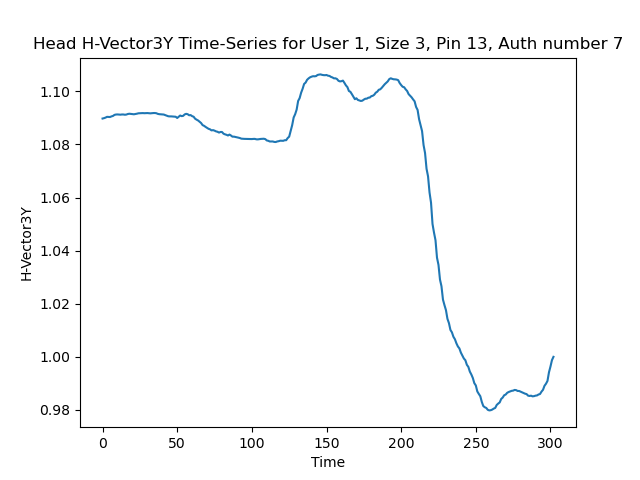 Head H-Vector3Y Time-Series for User 1, Size 3, Pin 13, Auth number 7
H-Vector3Y
1.10
1.08
1.06
1.04
1.02
1.00
0.98
0 50 100 150 200 250 300
Time